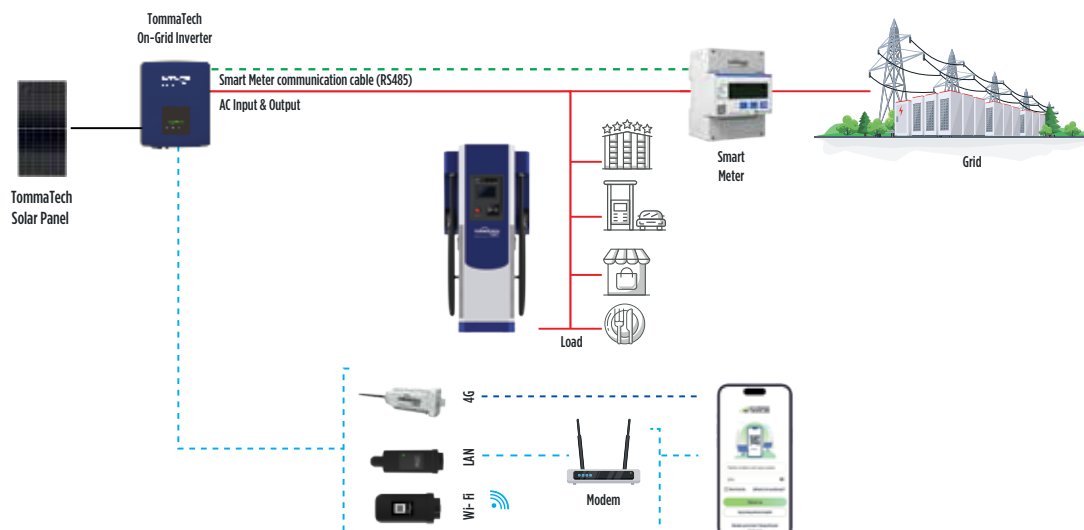 TommaTech
On-Grid Inverter
Smart Meter communication cable (RS485)
AC Input & Output
TommaTech
Solar Panel
Smart
Meter
Grid
Load
4G
LAN
Wi-Fi
Modem